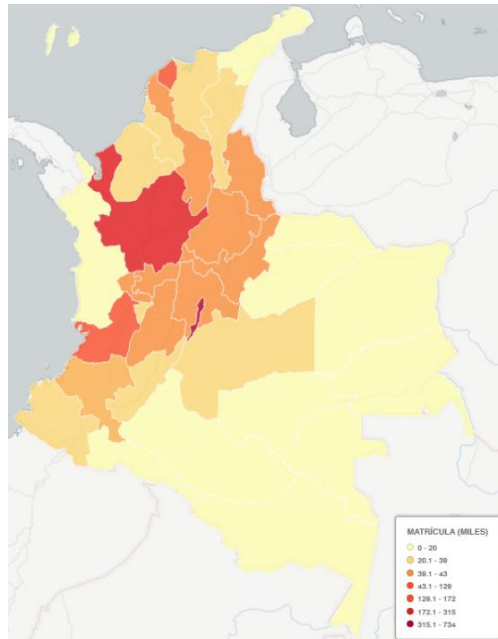 MATRÍCULA (MILES)
0 - 20
20.1 - 39
39.1 - 43
43.1 - 129
129.1 - 172
172.1 - 315
315.1 - 734